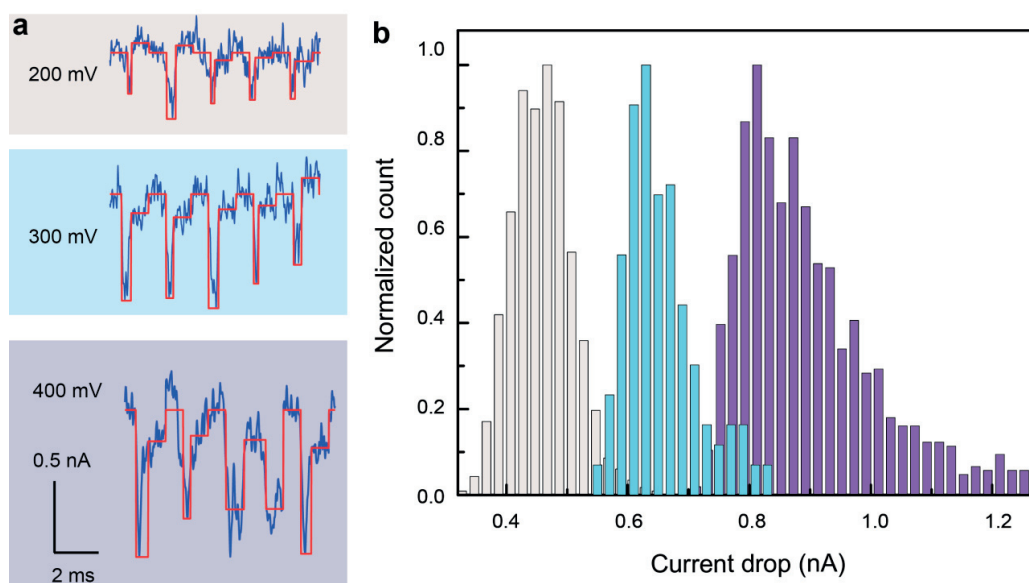 a
200 mV
300 mV
400 mV
0.5 nA
2 ms
b
Normalized count
1.0
0.8
0.6
0.4
0.2
0.0
0.4 0.6 0.8 1.0 1.2
Current drop (nA)